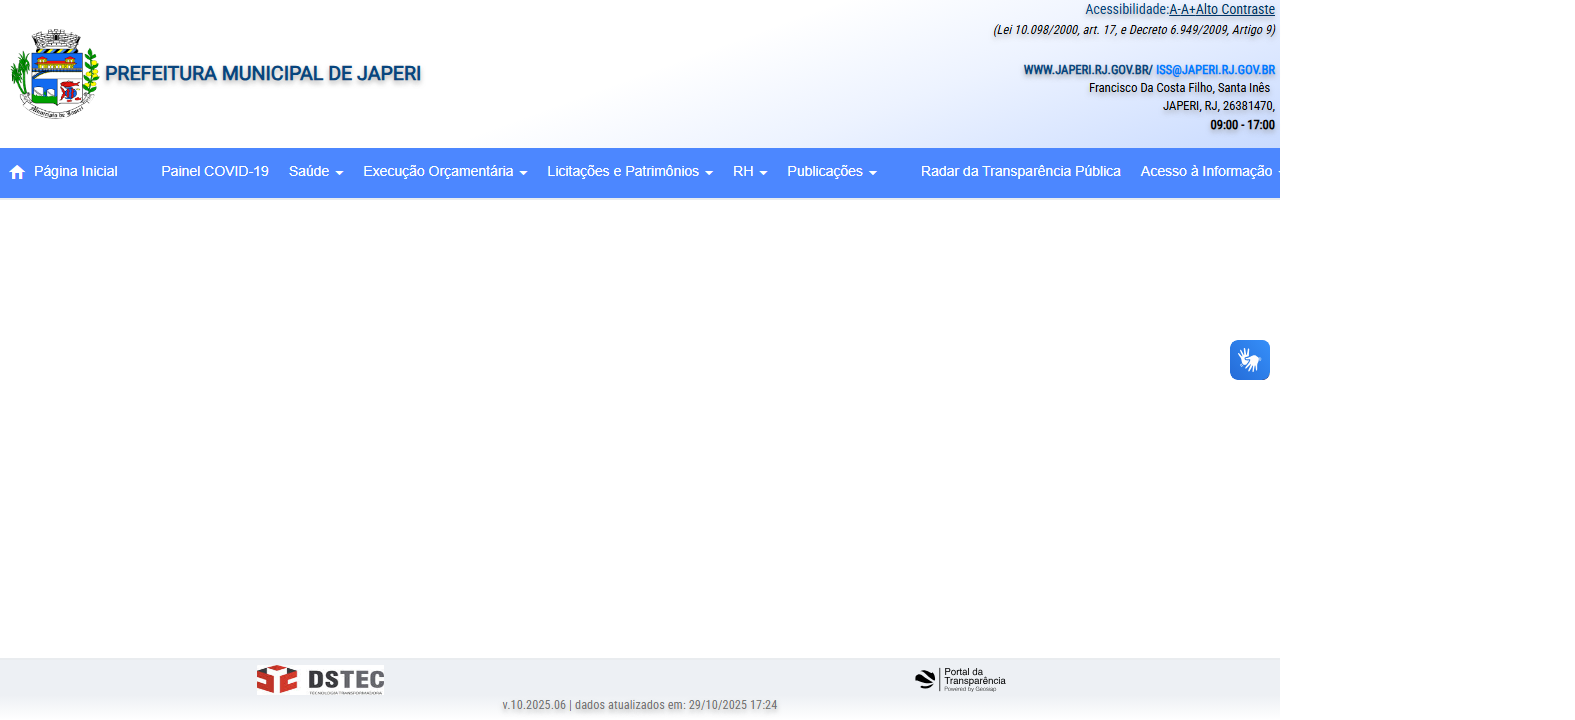 Acessibilidade:A-A+Alto Contraste
(Lei 10.098/2000, art. 17, e Decreto 6.949/2009, Artigo 9)
PREFEITURA MUNICIPAL DE JAPERI
WWW.JAPERI.RJ.GOV.BR/ ISS@JAPERI.RJ.GOV.BR
Francisco Da Costa Filho, Santa Inês
JAPERI, RJ, 26381470,
09:00 - 17:00
Página Inicial Painel COVID-19 Saúde Execução Orçamentária Licitações e Patrimônios RH Publicações Radar da Transparência Pública Acesso à Informação
DSTEC
TECNOLOGIA TRANSFORMADORA
Portal da
Transparência
Powered by Geosiap
v.10.2025.06 | dados atualizados em: 29/10/2025 17:24